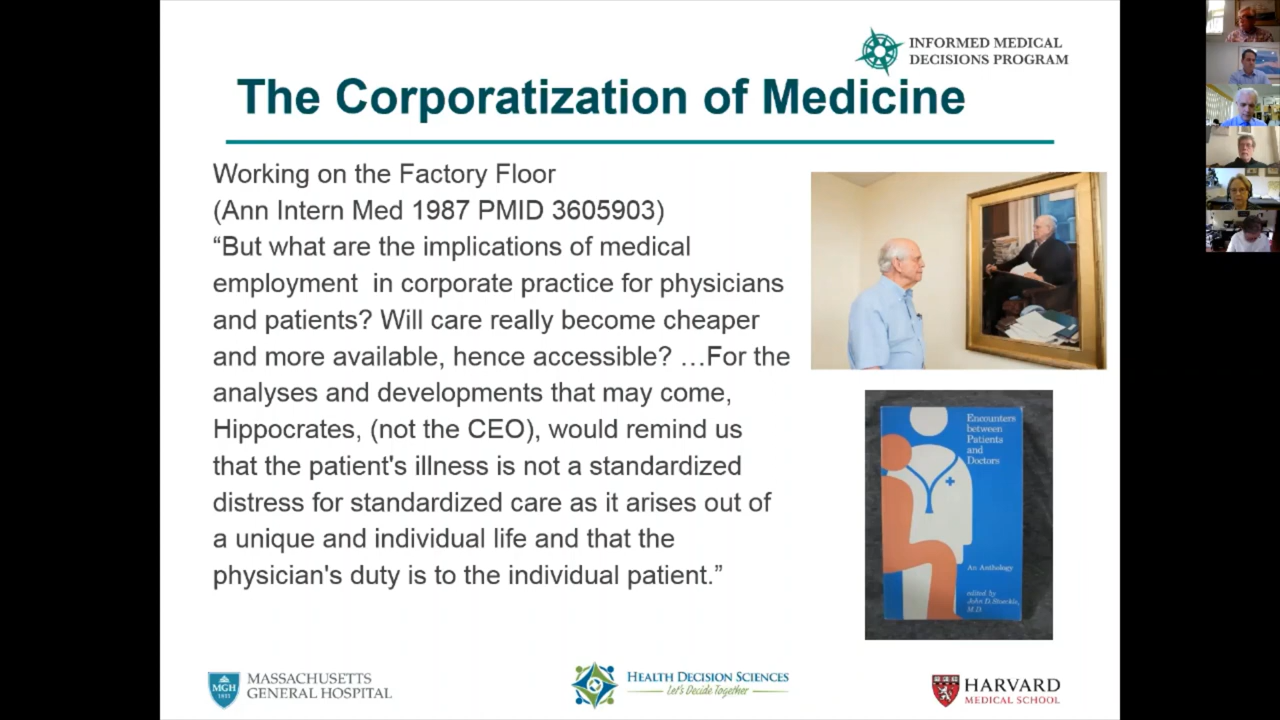 INFORMED MEDICAL
DECISIONS PROGRAM
The Corporatization of Medicine
Working on the Factory Floor
(Ann Intern Med 1987 PMID 3605903)
“But what are the implications of medical
employment in corporate practice for physicians
and patients? Will care really become cheaper
and more available, hence accessible? …For the
analyses and developments that may come,
Hippocrates, (not the CEO), would remind us
that the patient's illness is not a standardized
distress for standardized care as it arises out of
a unique and individual life and that the
physician's duty is to the individual patient.”
Encounters
between
Patients
and
Doctors
An Anthology
edited by
John D. Stoeckle,
M.D.
MGH
1811
MASSACHUSETTS
GENERAL HOSPITAL
HEALTH DECISION SCIENCES
Let's Decide Together
HARVARD
MEDICAL SCHOOL